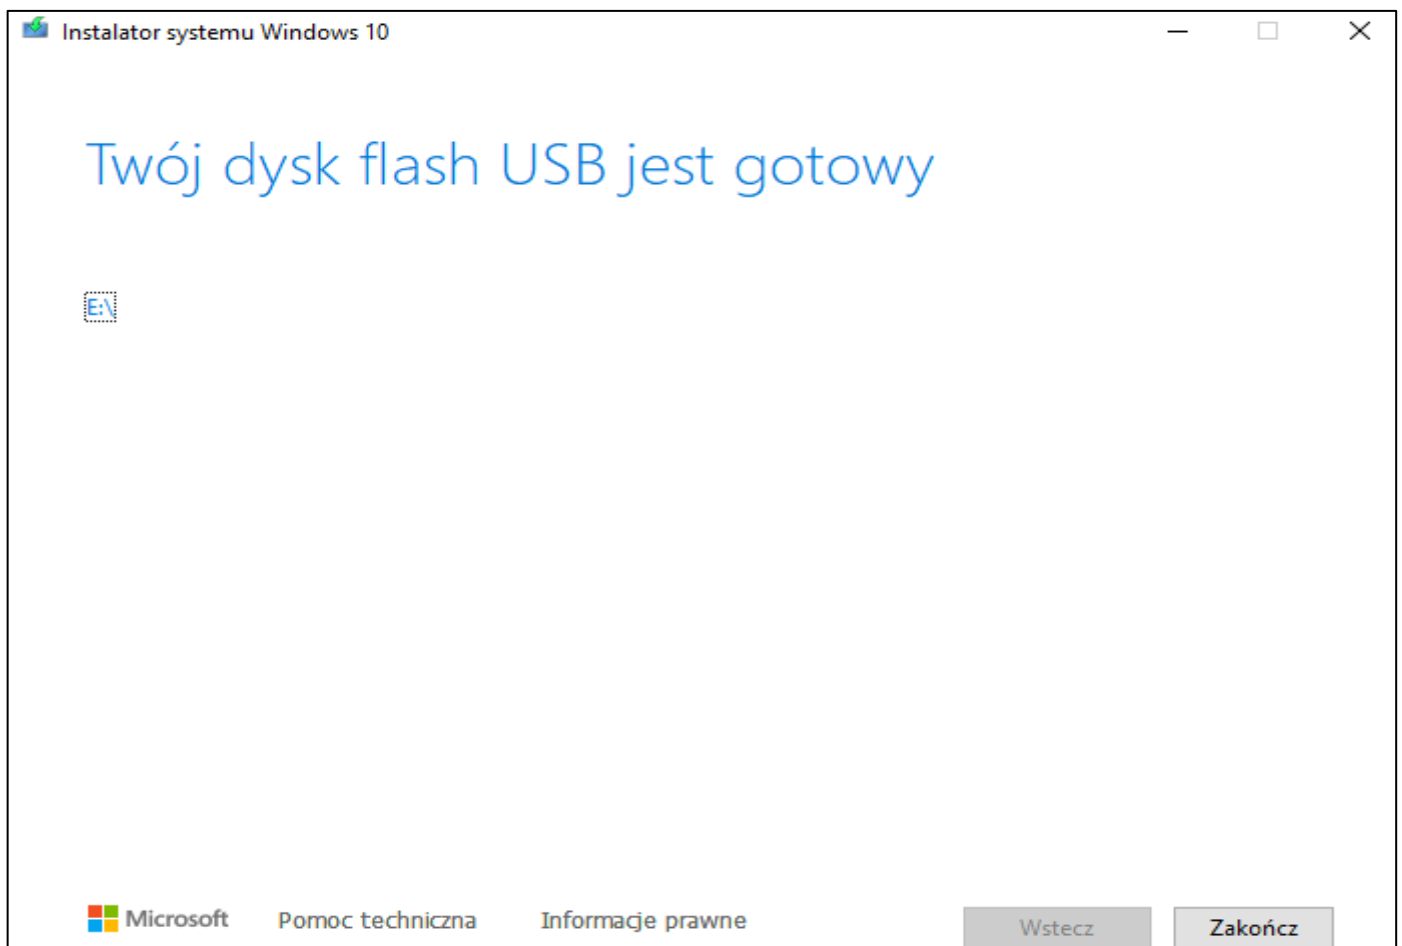 Instalator systemu Windows 10
Twój dysk flash USB jest gotowy
E:\
Microsoft Pomoc techniczna Informacje prawne Wstecz Zakończ